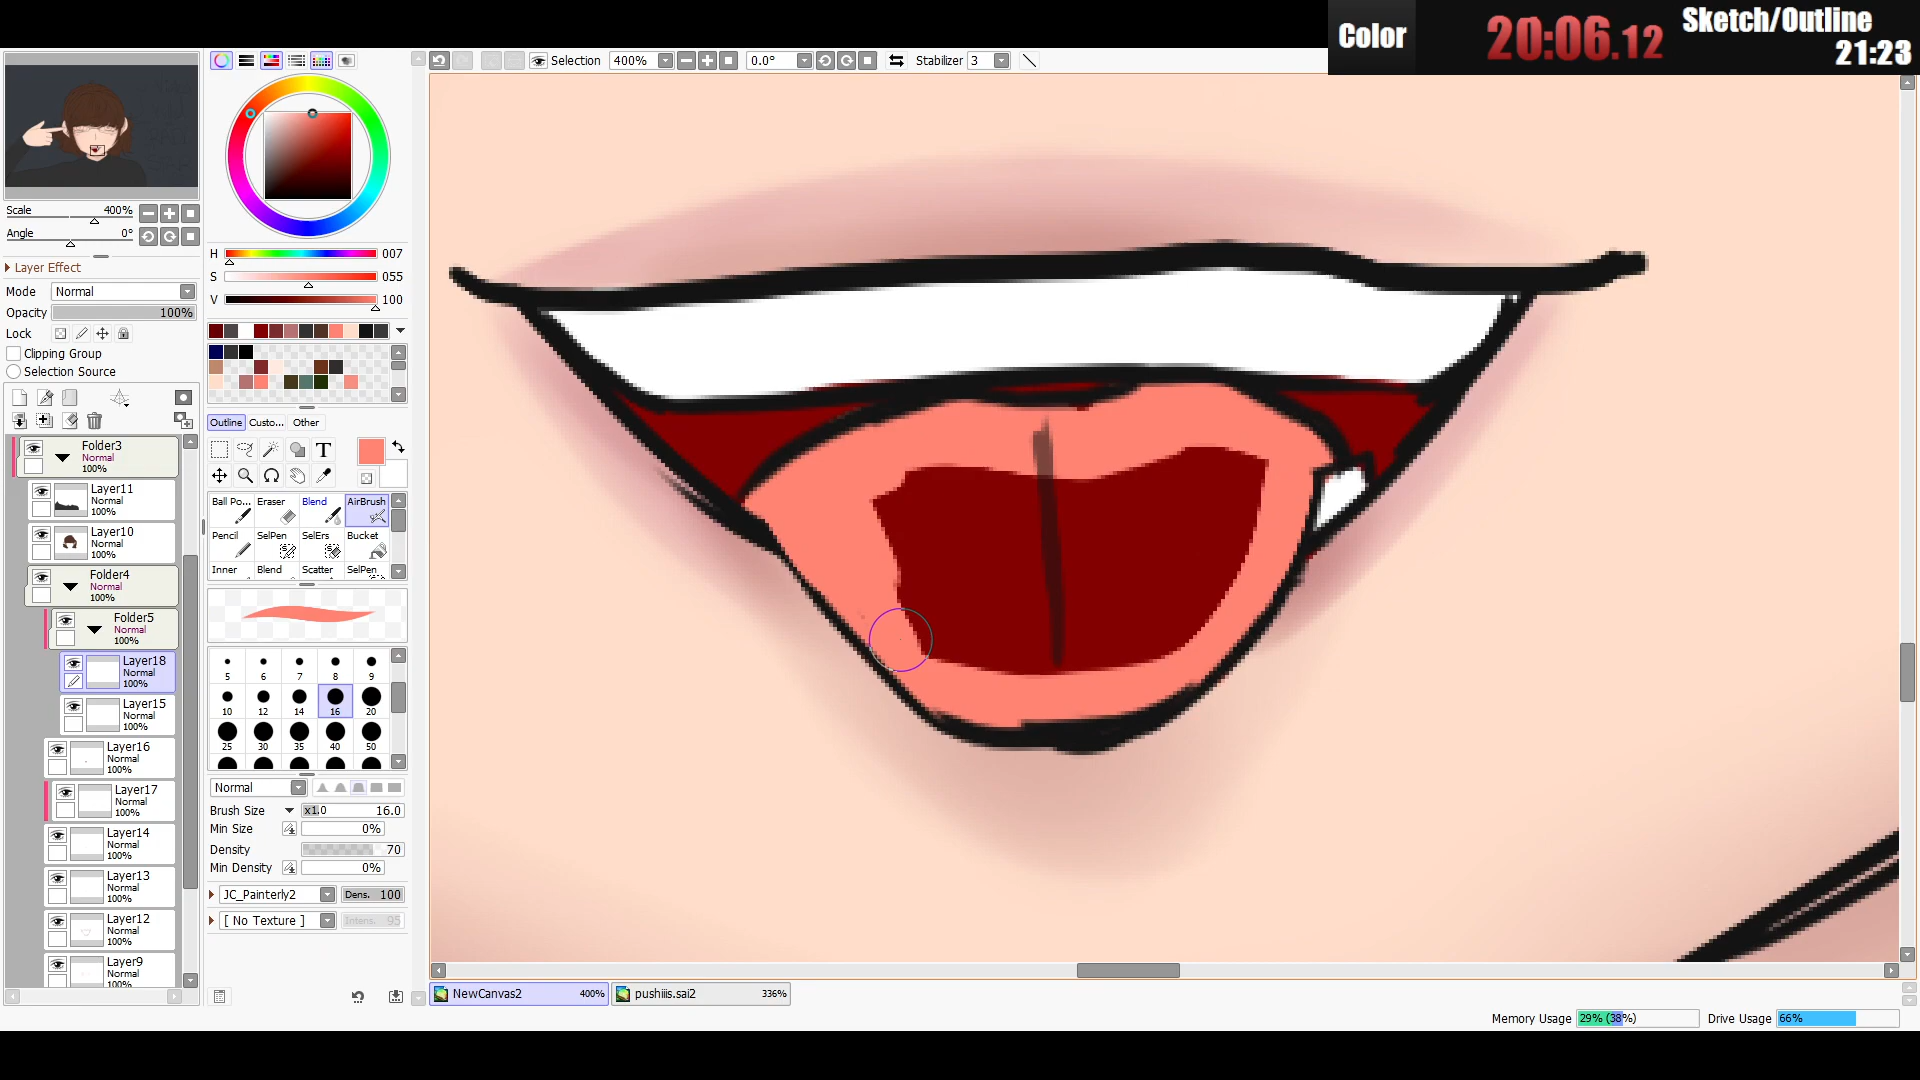 Color
20:06.12
Sketch/Outline
21:23
Selection
400%
0.0°
Stabilizer 3
Scale 400%
Angle 0°
Layer Effect
Mode Normal
Opacity 100%
Lock
Clipping Group
Selection Source
Folder3
Normal
100%
Layer11
Normal
100%
Layer10
Normal
100%
Folder4
Normal
100%
Folder5
Normal
100%
Layer18
Normal
100%
Layer15
Normal
100%
Layer16
Normal
100%
Layer17
Normal
100%
Layer14
Normal
100%
Layer13
Normal
100%
Layer12
Normal
100%
Layer9
100%
H 007
S 055
V 100
Outline Custo... Other
T
Ball Po... Eraser Blend AirBrush
Pencil SelPen SelErs Bucket
Inner Blend Scatter SelPen
5 6 7 8 9
10 12 14 16 20
25 30 35 40 50
Normal
Brush Size x1.0 16.0
Min Size 0%
Density 70
Min Density 0%
JC_Painterly2 Dens. 100
[ No Texture ] Intens. 95
NewCanvas2 400%
pushiiis.sai2 336%
Memory Usage 29% (38%)
Drive Usage 66%